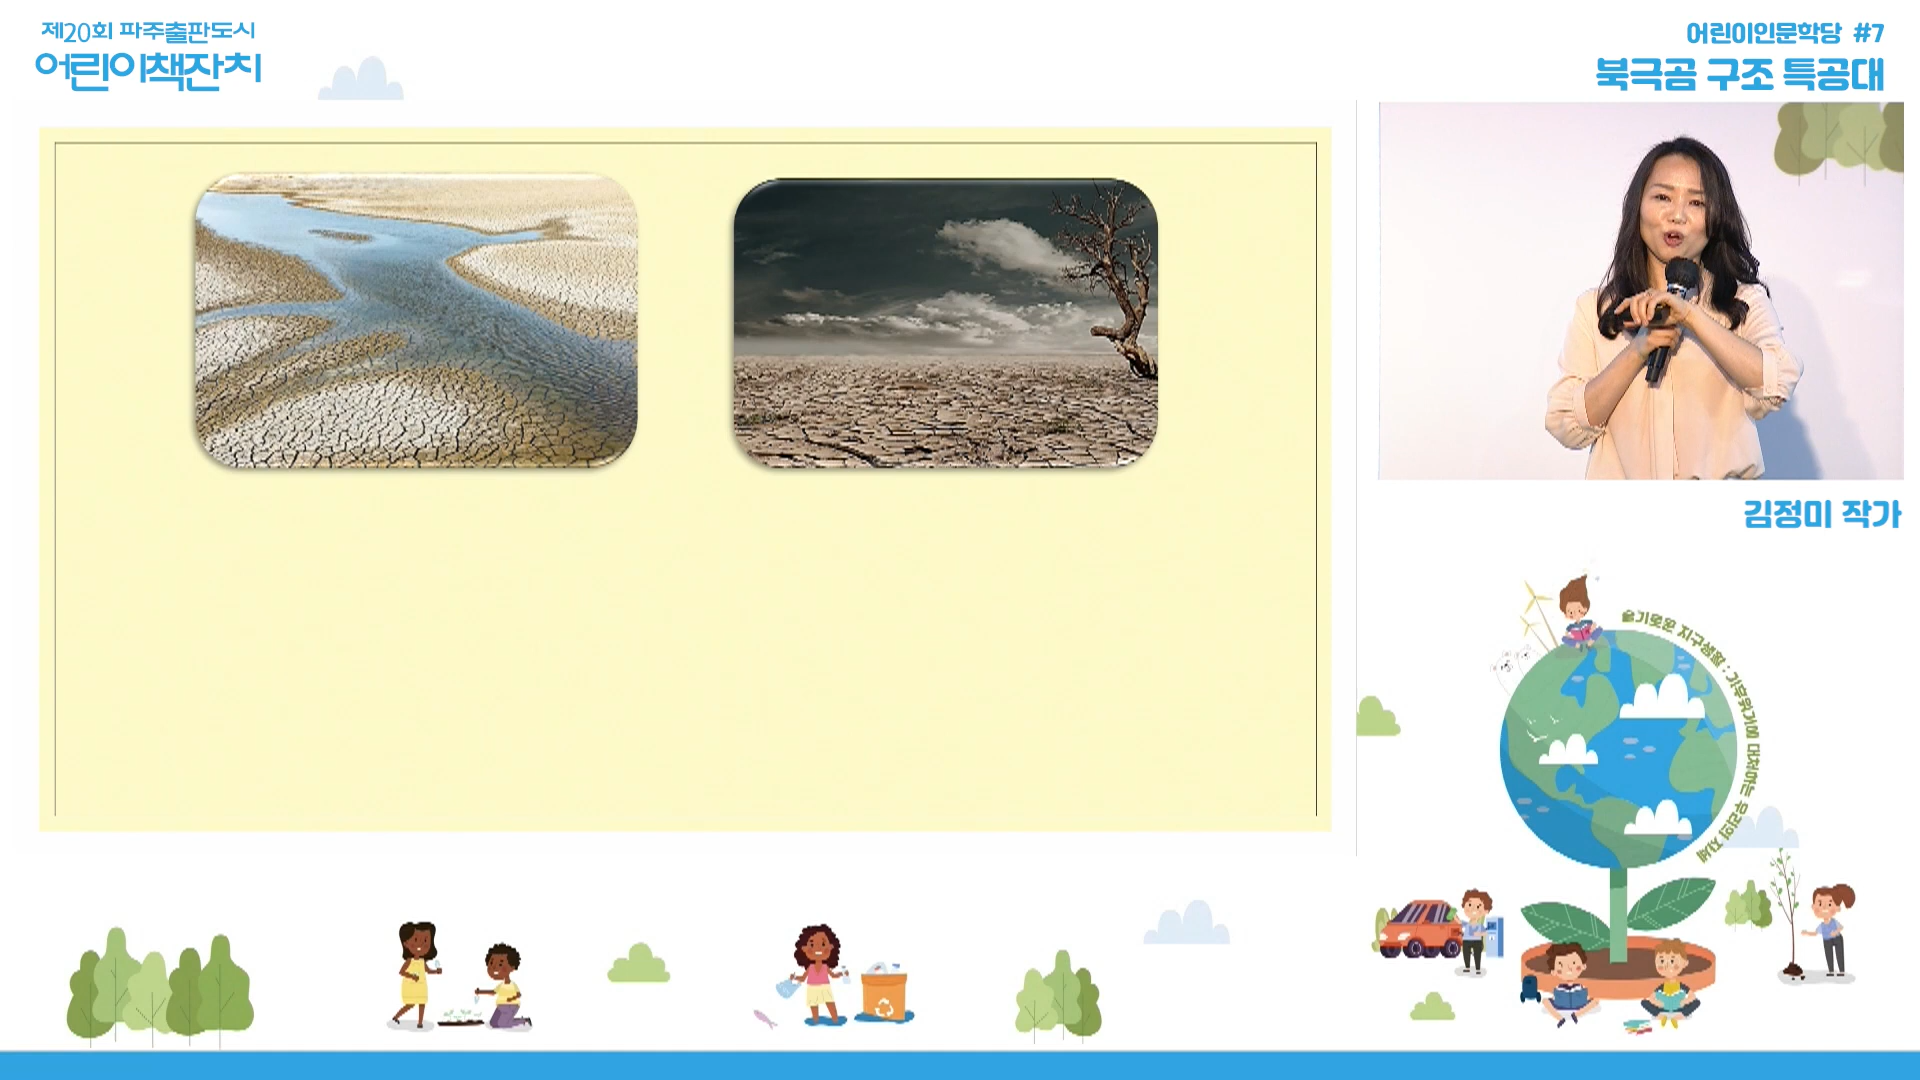 제20회 파주출판도시
어린이책잔치
어린이인문학당 #7
북극곰 구조 특공대
김정미 작가
슬기로운 지구생활 : 기후위기에 대처하는 우리의 자세